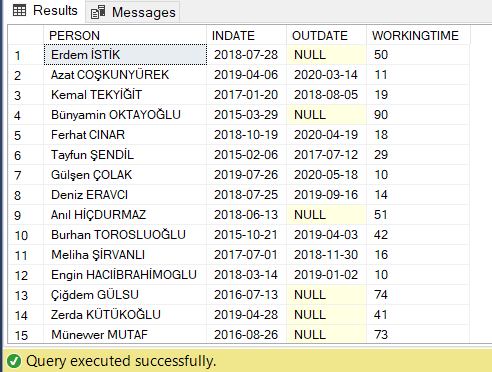 Results Messages
PERSON INDATE OUTDATE WORKINGTIME
1 Erdem İSTİK 2018-07-28 NULL 50
2 Azat COŞKUNYÜREK 2019-04-06 2020-03-14 11
3 Kemal TEKYİĞİT 2017-01-20 2018-08-05 19
4 Bünyamin OKTAYOĞLU 2015-03-29 NULL 90
5 Ferhat CINAR 2018-10-19 2020-04-19 18
6 Tayfun ŞENDİL 2015-02-06 2017-07-12 29
7 Gülşen ÇOLAK 2019-07-26 2020-05-18 10
8 Deniz ERAVCI 2018-07-25 2019-09-16 14
9 Anıl HİÇDURMAZ 2018-06-13 NULL 51
10 Burhan TOROSLUOĞLU 2015-10-21 2019-04-03 42
11 Meliha ŞİRVANLI 2017-07-01 2018-11-30 16
12 Engin HACIİBRAHİMOGLU 2018-03-14 2019-01-02 10
13 Çiğdem GÜLSU 2016-07-13 NULL 74
14 Zerda KÜTÜKOĞLU 2019-04-28 NULL 41
15 Münevver MUTAF 2016-08-26 NULL 73
Query executed successfully.